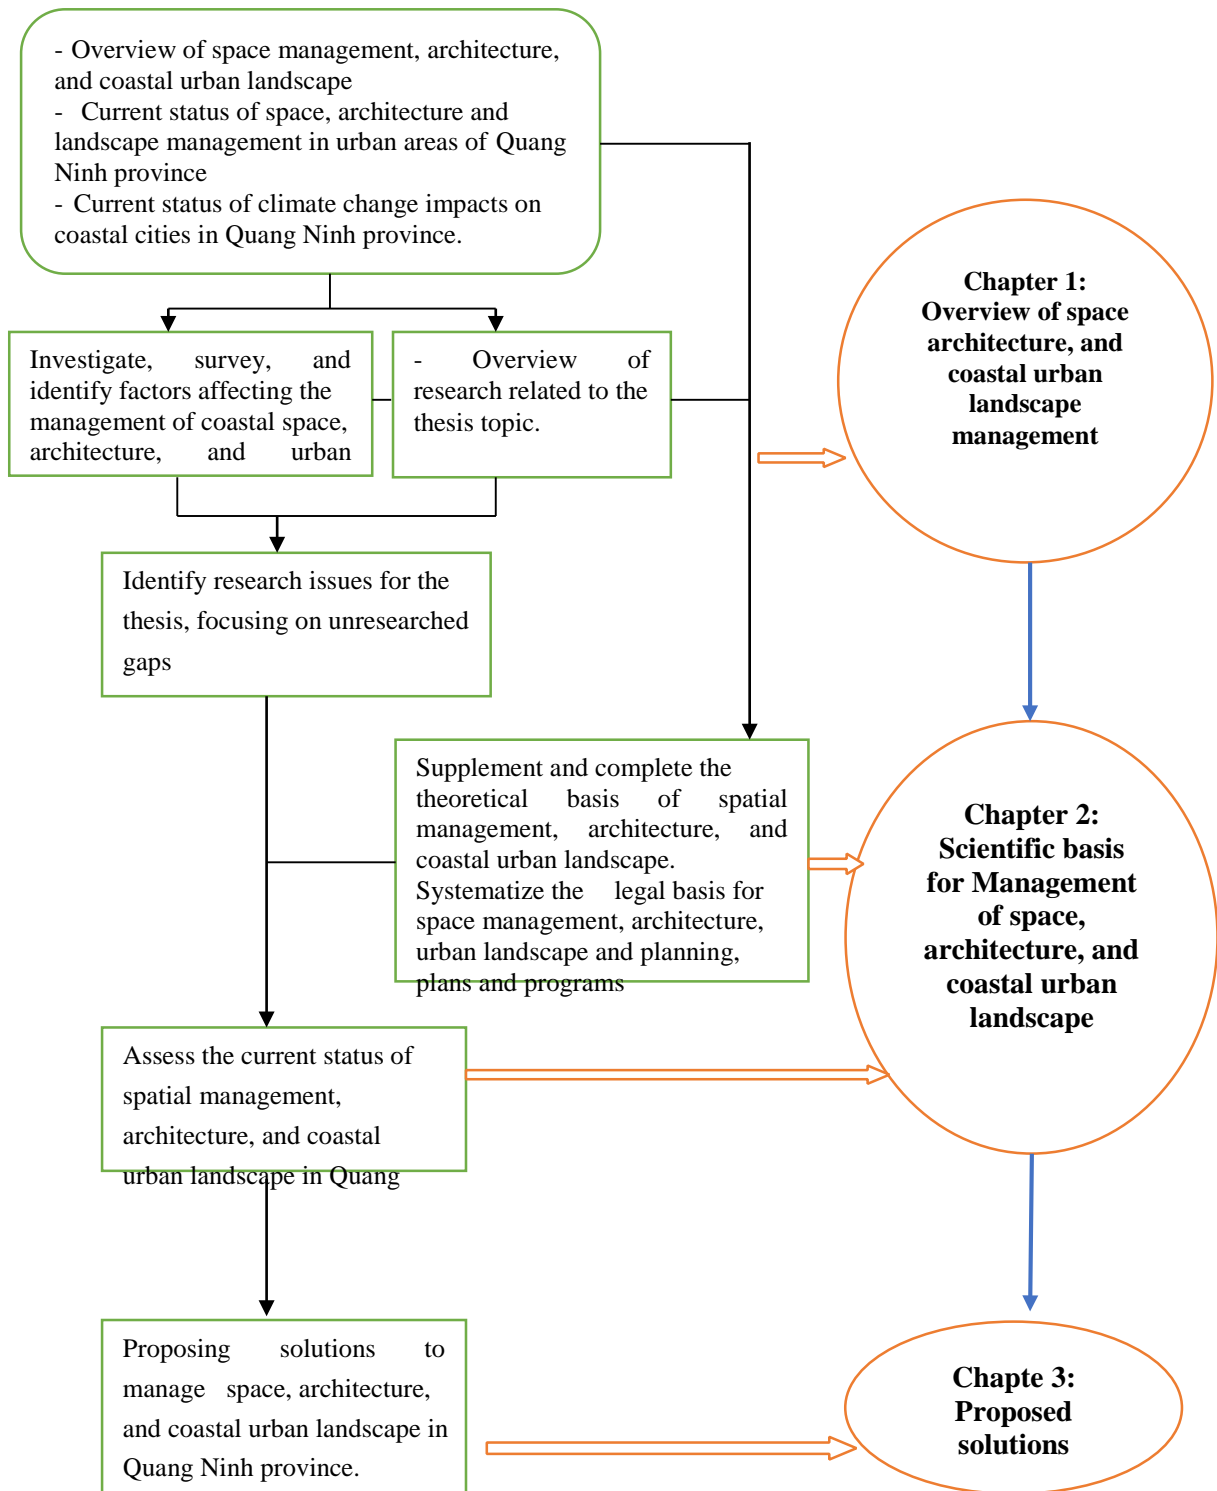 - Overview of space management, architecture,
and coastal urban landscape
- Current status of space, architecture and
landscape management in urban areas of Quang
Ninh province
- Current status of climate change impacts on
coastal cities in Quang Ninh province.
Investigate, survey, and
identify factors affecting the
management of coastal space,
architecture, and urban
- Overview of
research related to the
thesis topic.
Chapter 1:
Overview of space
architecture, and
coastal urban
landscape
management
Identify research issues for the
thesis, focusing on unresearched
gaps
Supplement and complete the
theoretical basis of spatial
management, architecture, and
coastal urban landscape.
Systematize the legal basis for
space management, architecture,
urban landscape and planning,
plans and programs
Chapter 2:
Scientific basis
for Management
of space,
architecture, and
coastal urban
landscape
Assess the current status of
spatial management,
architecture, and coastal
urban landscape in Quang
Proposing solutions to
manage space, architecture,
and coastal urban landscape in
Quang Ninh province.
Chapte 3:
Proposed
solutions